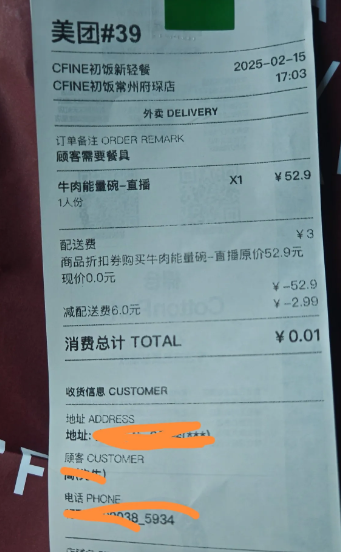 美团#39
CFINE初饭新轻餐
2025-02-15
CFINE初饭常州府琛店
17:03
外卖 DELIVERY
订单备注 ORDER REMARK
顾客需要餐具
牛肉能量碗-直播 X1 ¥52.9
1人份
配送费 ¥3
商品折扣券购买牛肉能量碗-直播原价52.9元
现价0.0元
¥-52.9
减配送费6.0元 ¥-2.99
消费总计 TOTAL ¥0.01
收货信息 CUSTOMER
地址 ADDRESS
地址: (***)
顾客 CUSTOMER
电话 PHONE
0038_5934